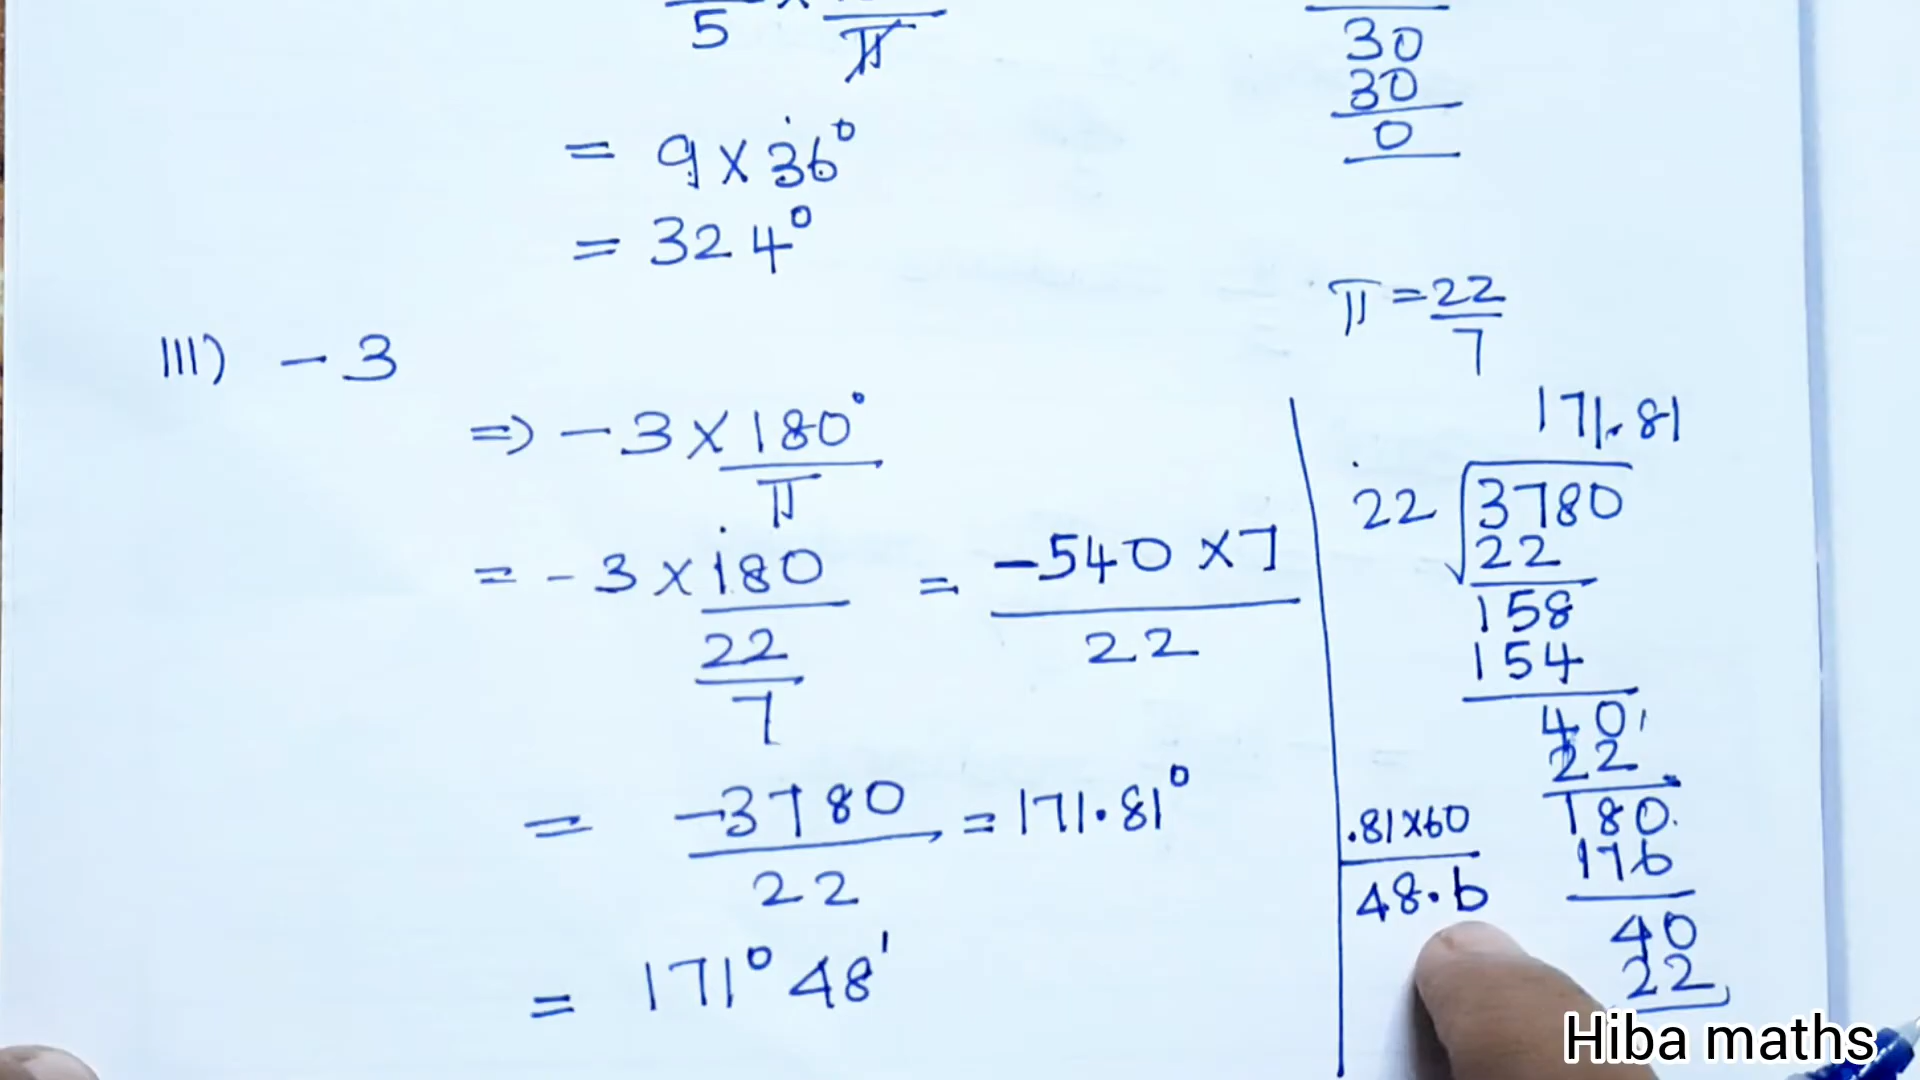 5 × π
= 9 × 36°
= 324°
III) - 3
⇒ - 3 × 180° / π
= - 3 × 180 / 22/7 = -540 × 7 / 22
= -3780 / 22 = 171.81°
= 171° 48'
30
30
0
π = 22/7
171.81
22 √3780
22
158
154
40
22
180
176
40
22
.81×60
48.6
Hiba maths